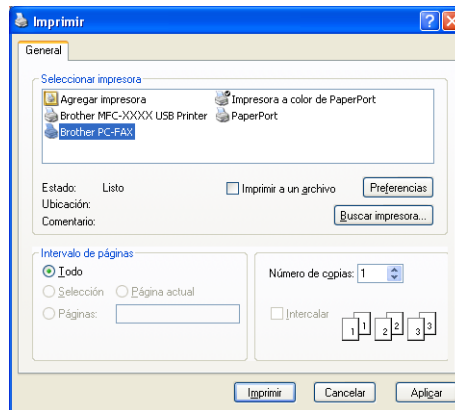 Imprimir
General
Seleccionar impresora
Agregar impresora
Impresora a color de PaperPort
Brother MFC-XXXX USB Printer
PaperPort
Brother PC-FAX
Estado: Listo
Imprimir a un archivo
Preferencias
Ubicación:
Comentario:
Buscar impresora...
Intervalo de páginas
Todo
Selección
Página actual
Páginas:
Número de copias: 1
Intercalar
1 1 2 2 3 3
Imprimir
Cancelar
Aplicar